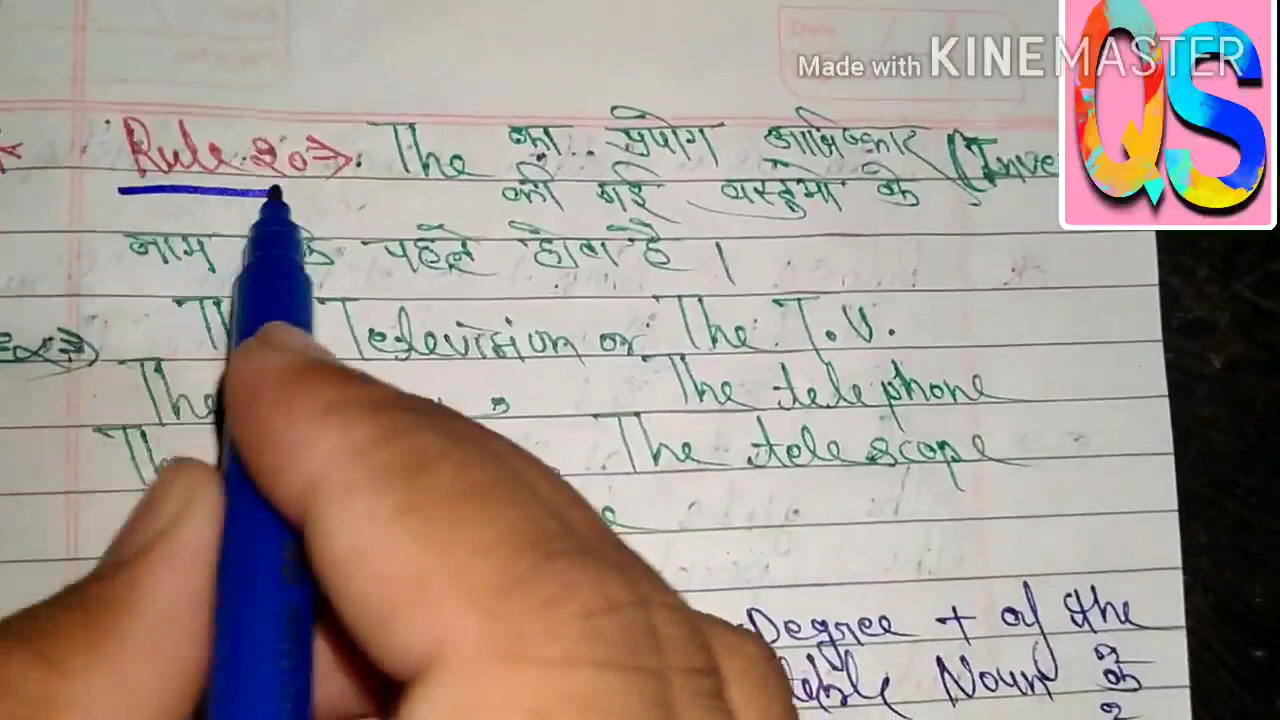 Made with KINEMASTER
QS
Rule 20⇒ The का प्रयोग आविष्कार (Inve
की गई वस्तुओ के
नाम के पहले होता है ।
Television or The T.V.
The , The telephone
The telescope
Degree + of the
Noun के